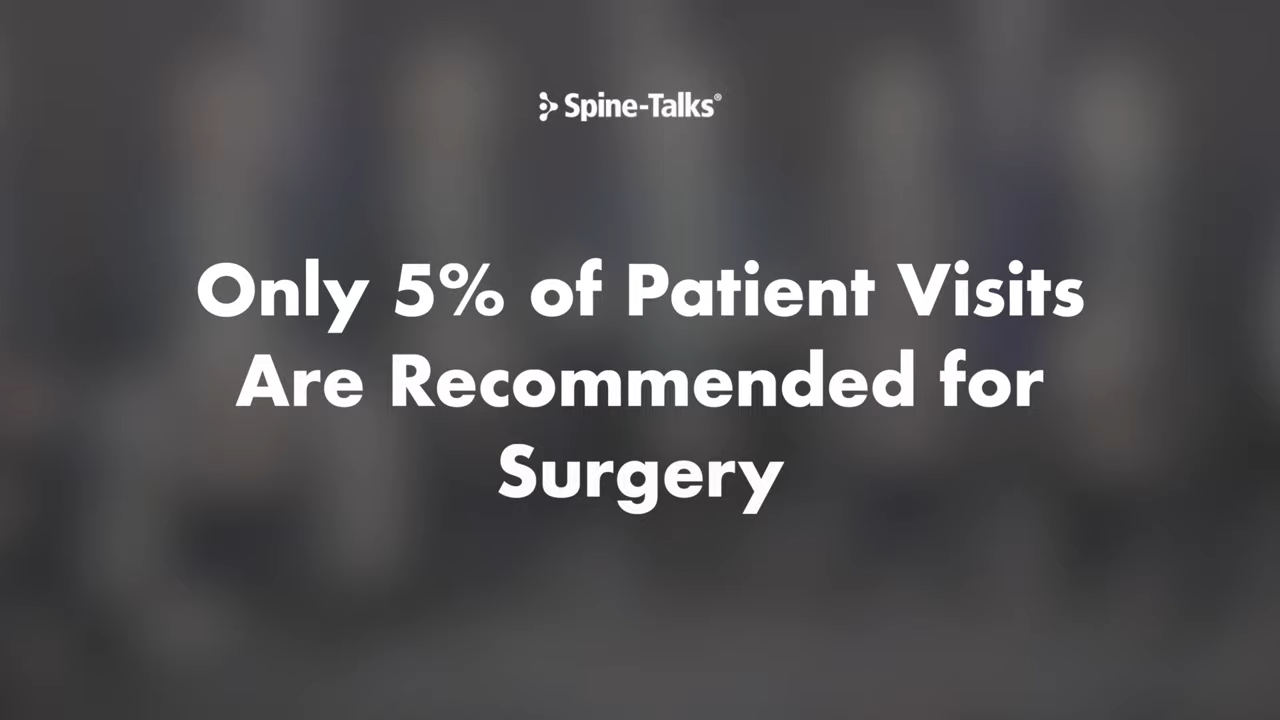 Spine-Talks®
Only 5% of Patient Visits
Are Recommended for
Surgery